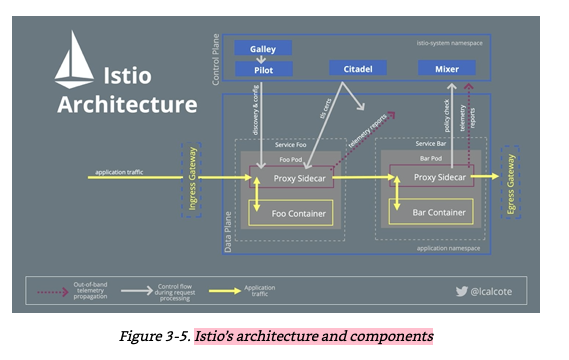 Istio
Architecture
Control Plane
istio-system namespace
Galley
Pilot
Citadel
Mixer
discovery & config
tls certs
telemetry reports
policy check
telemetry
reports
Service Foo
Foo Pod
Proxy Sidecar
Foo Container
Service Bar
Bar Pod
Proxy Sidecar
Bar Container
application traffic
Ingress Gateway
Egress Gateway
Data Plane
application namespace
Out-of-band
telemetry
propagation
Control flow
during request
processing
Application
traffic
@lcalcote
Figure 3-5. Istio's architecture and components